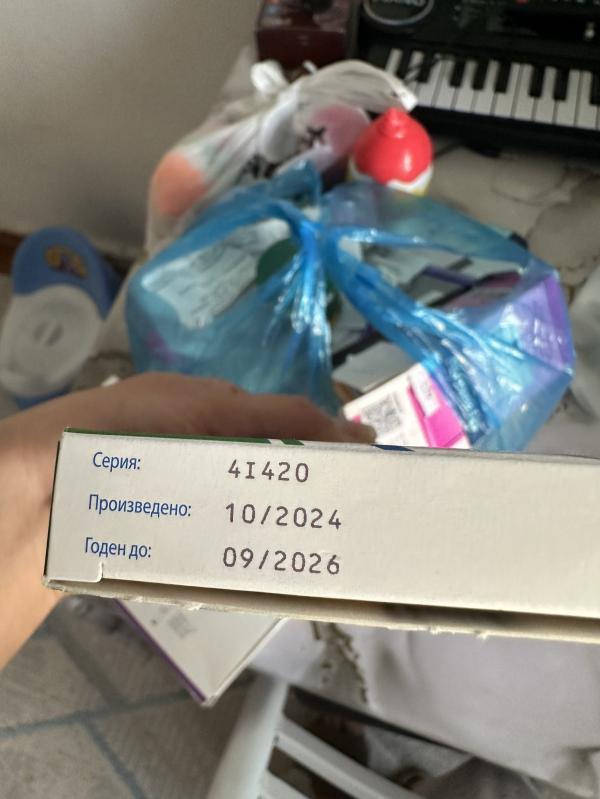 Серия: 4I420
Произведено: 10/2024
Годен до: 09/2026